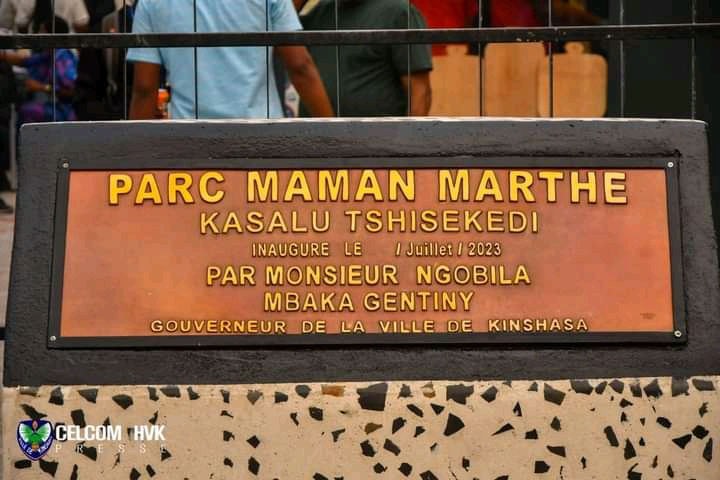 PARC MAMAN MARTHE
KASALU TSHISEKEDI
INAUGURE LE / Juillet / 2023
PAR MONSIEUR NGOBILA
MBAKA GENTINY
GOUVERNEUR DE LA VILLE DE KINSHASA
CELCOM HVK
PRESSE